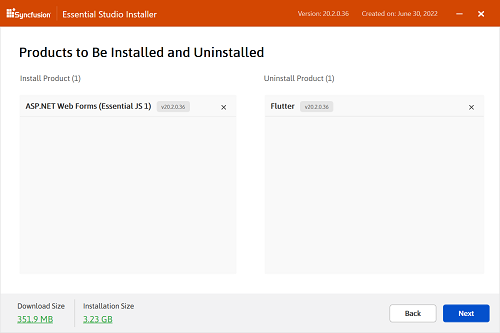 Syncfusion Essential Studio Installer Version: 20.2.0.36 Created on: June 30, 2022
Products to Be Installed and Uninstalled
Install Product (1) Uninstall Product (1)
ASP.NET Web Forms (Essential JS 1) v20.2.0.36 Flutter v20.2.0.36
Download Size Installation Size
351.9 MB 3.23 GB
Back Next